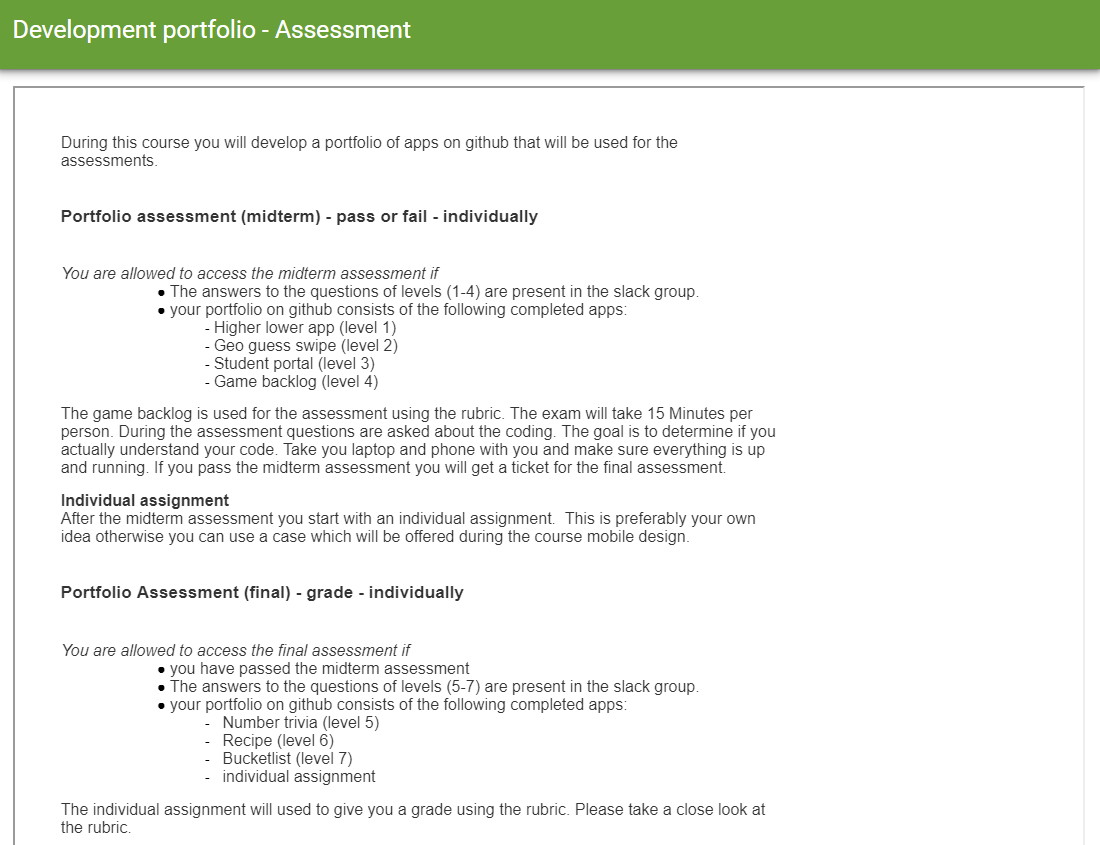 Development portfolio - Assessment
During this course you will develop a portfolio of apps on github that will be used for the
assessments.
Portfolio assessment (midterm) - pass or fail - individually
You are allowed to access the midterm assessment if
● The answers to the questions of levels (1-4) are present in the slack group.
● your portfolio on github consists of the following completed apps:
- Higher lower app (level 1)
- Geo guess swipe (level 2)
- Student portal (level 3)
- Game backlog (level 4)
The game backlog is used for the assessment using the rubric. The exam will take 15 Minutes per
person. During the assessment questions are asked about the coding. The goal is to determine if you
actually understand your code. Take you laptop and phone with you and make sure everything is up
and running. If you pass the midterm assessment you will get a ticket for the final assessment.
Individual assignment
After the midterm assessment you start with an individual assignment.  This is preferably your own
idea otherwise you can use a case which will be offered during the course mobile design.
Portfolio Assessment (final) - grade - individually
You are allowed to access the final assessment if
● you have passed the midterm assessment
● The answers to the questions of levels (5-7) are present in the slack group.
● your portfolio on github consists of the following completed apps:
- Number trivia (level 5)
- Recipe (level 6)
- Bucketlist (level 7)
- individual assignment
The individual assignment will used to give you a grade using the rubric. Please take a close look at
the rubric.